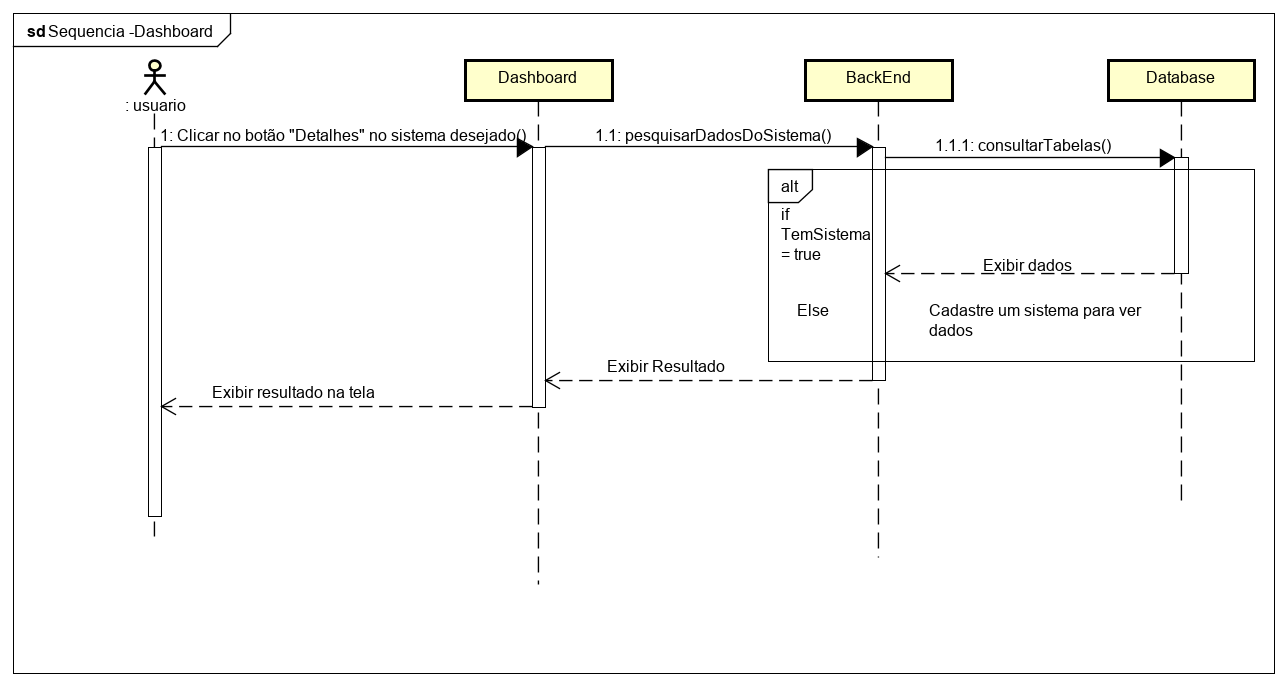 sd Sequencia -Dashboard
: usuario
Dashboard
BackEnd
Database
1: Clicar no botão "Detalhes" no sistema desejado()
1.1: pesquisarDadosDoSistema()
1.1.1: consultarTabelas()
alt
if
TemSistema
= true
Exibir dados
Else
Cadastre um sistema para ver
dados
Exibir Resultado
Exibir resultado na tela